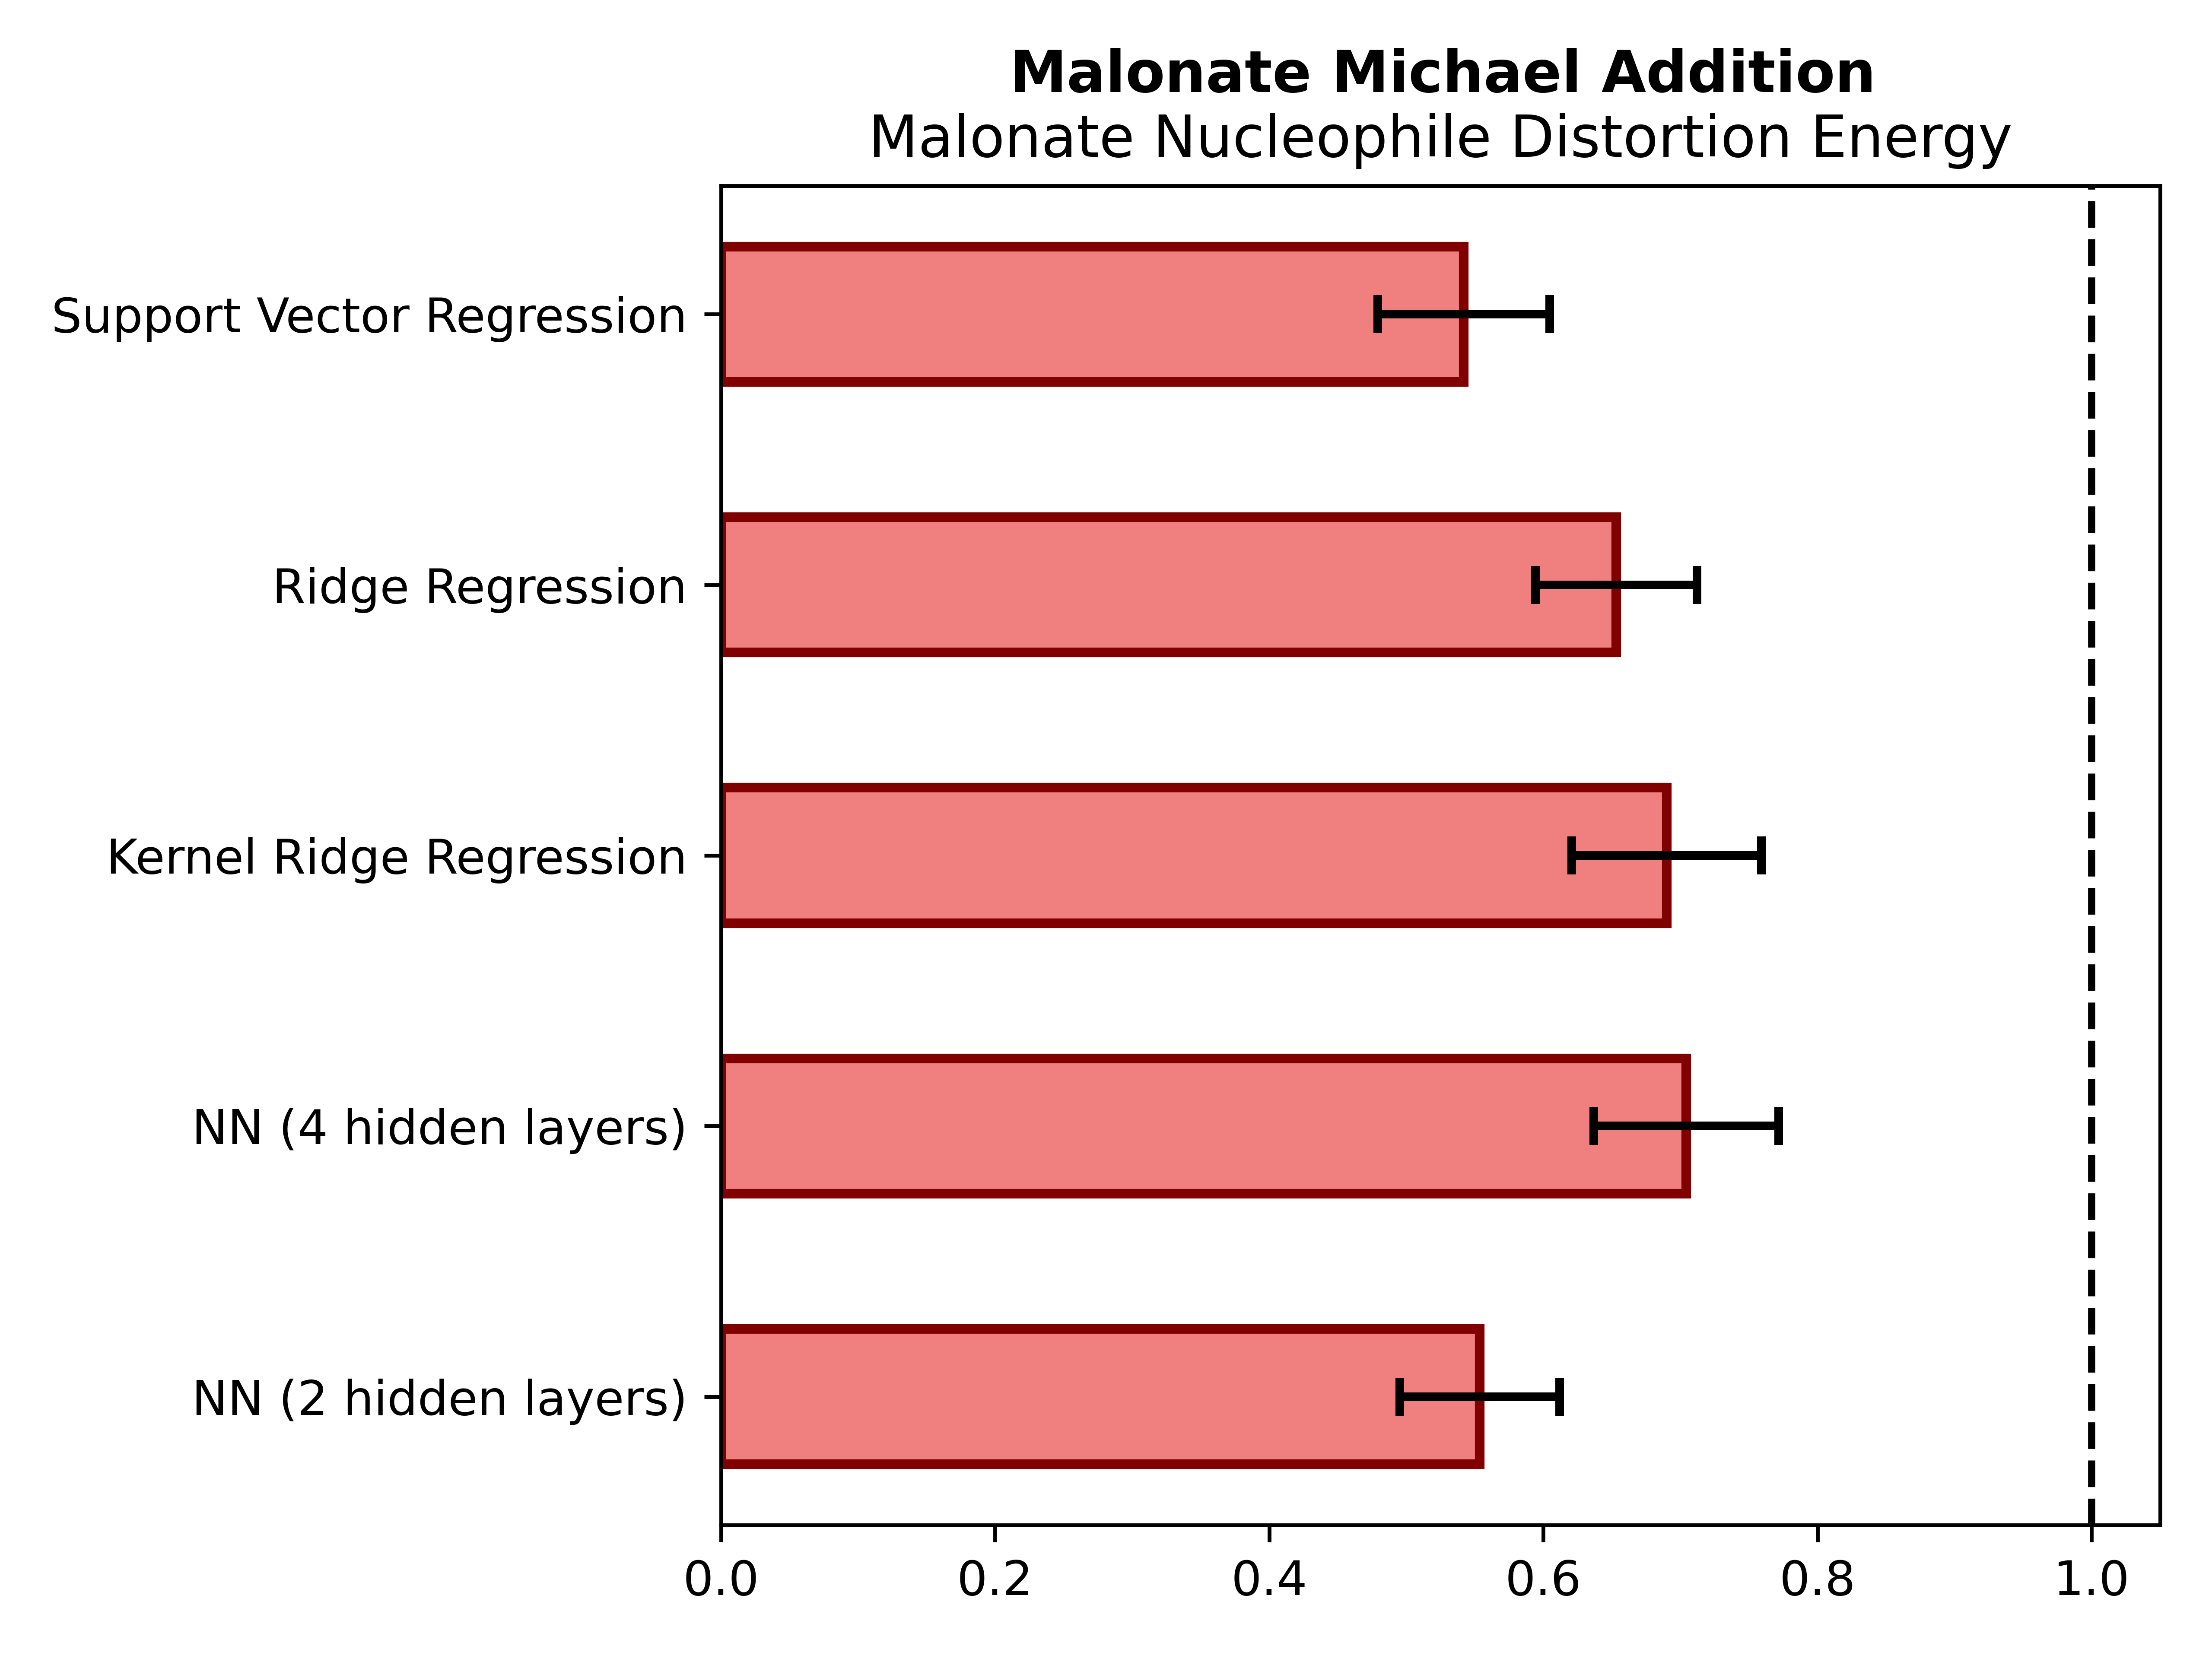 Malonate Michael Addition
Malonate Nucleophile Distortion Energy
Support Vector Regression
Ridge Regression
Kernel Ridge Regression
NN (4 hidden layers)
NN (2 hidden layers)
0.0 0.2 0.4 0.6 0.8 1.0